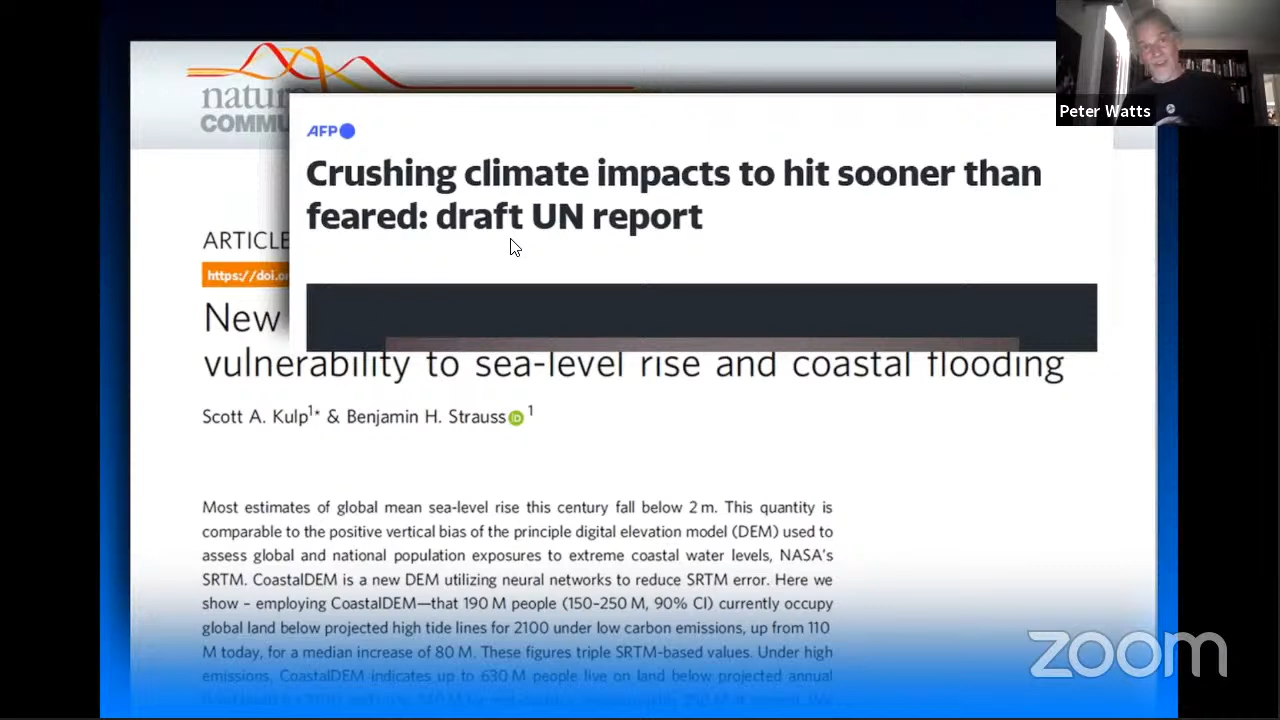 Peter Watts
natur
COMMU
AFP
Crushing climate impacts to hit sooner than
feared: draft UN report
ARTICLE
https://doi.o
New
vulnerability to sea-level rise and coastal flooding
Scott A. Kulp1* & Benjamin H. Strauss iD 1
Most estimates of global mean sea-level rise this century fall below 2 m. This quantity is
comparable to the positive vertical bias of the principle digital elevation model (DEM) used to
assess global and national population exposures to extreme coastal water levels, NASA's
SRTM. CoastalDEM is a new DEM utilizing neural networks to reduce SRTM error. Here we
show – employing CoastalDEM—that 190 M people (150–250 M, 90% CI) currently occupy
global land below projected high tide lines for 2100 under low carbon emissions, up from 110
M today, for a median increase of 80 M. These figures triple SRTM-based values. Under high
emissions, CoastalDEM indicates up to 630 M people live on land below projected annual
zoom